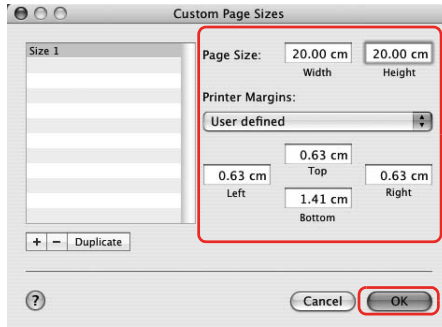 Custom Page Sizes
Size 1
Page Size: 20.00 cm 20.00 cm
Width Height
Printer Margins:
User defined
0.63 cm
Top
0.63 cm 0.63 cm
Left Right
1.41 cm
Bottom
+ - Duplicate
? Cancel OK